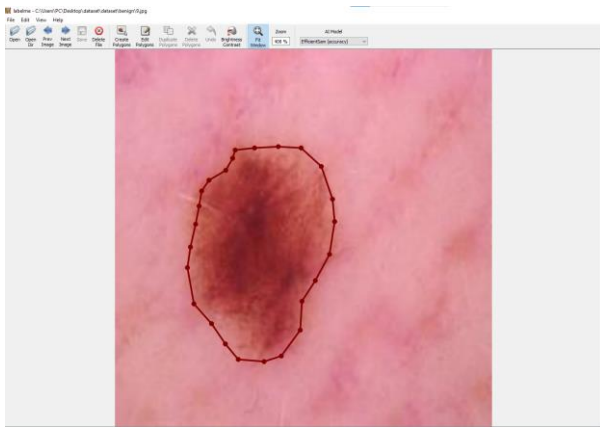 labelme - C:\Users\PC\Desktop\dataset\dataset\benign\9.jpg
File Edit View Help
Open Open Dir Prev Image Next Image Save Delete File Create Polygons Edit Polygons Duplicate Polygons Delete Polygons Undo Brightness Contrast Fit Window Zoom AI Model
EfficientSam (accuracy)